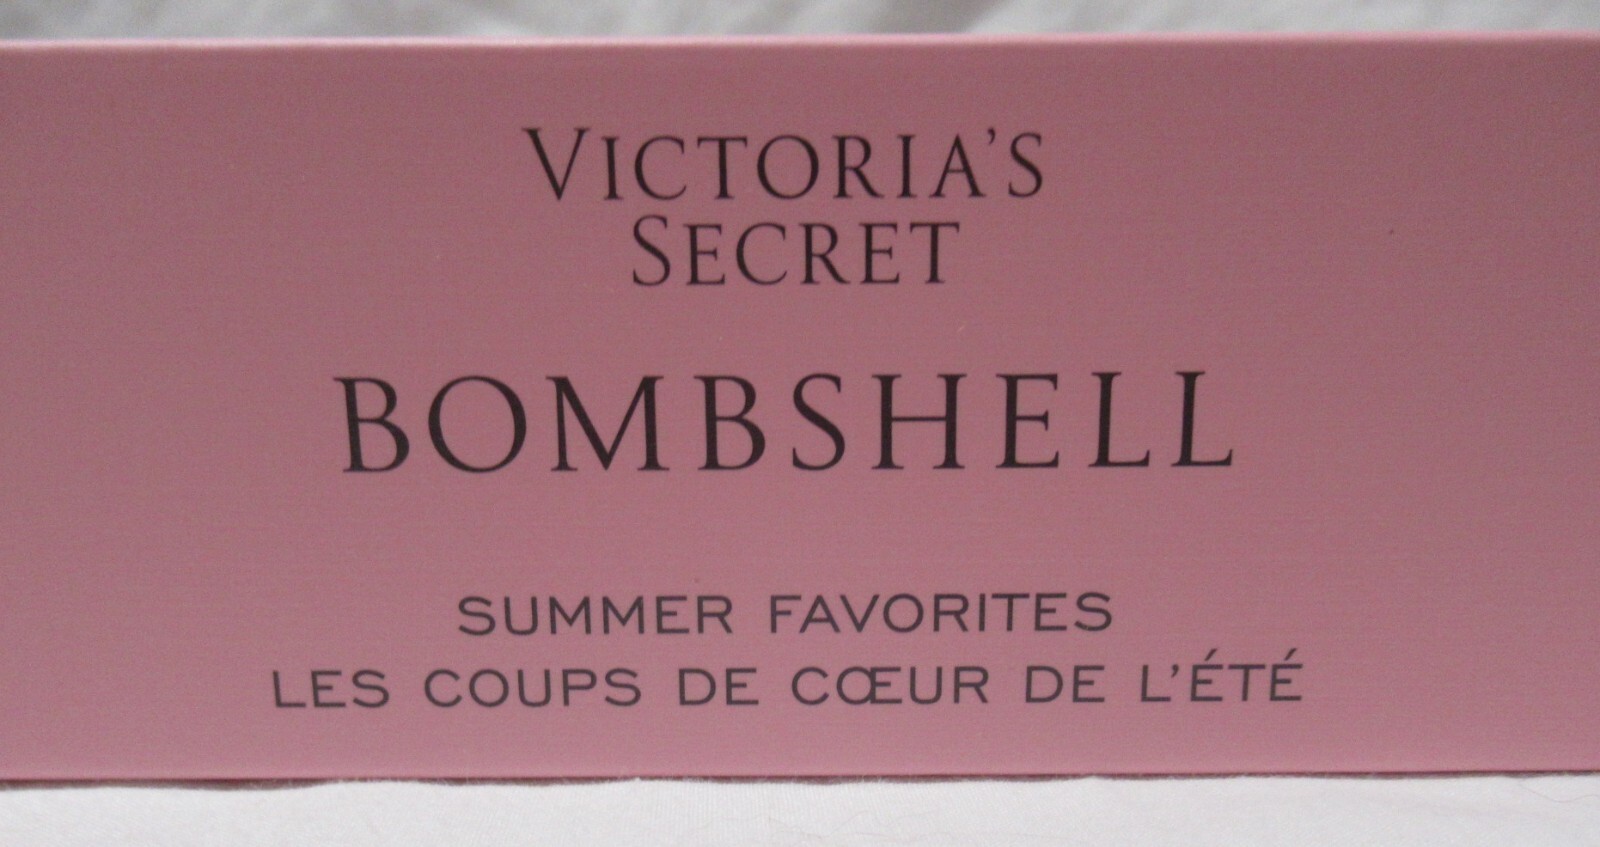 VICTORIA'S
SECRET
BOMBSHELL
SUMMER FAVORITES
LES COUPS DE CŒUR DE L'ÉTÉ